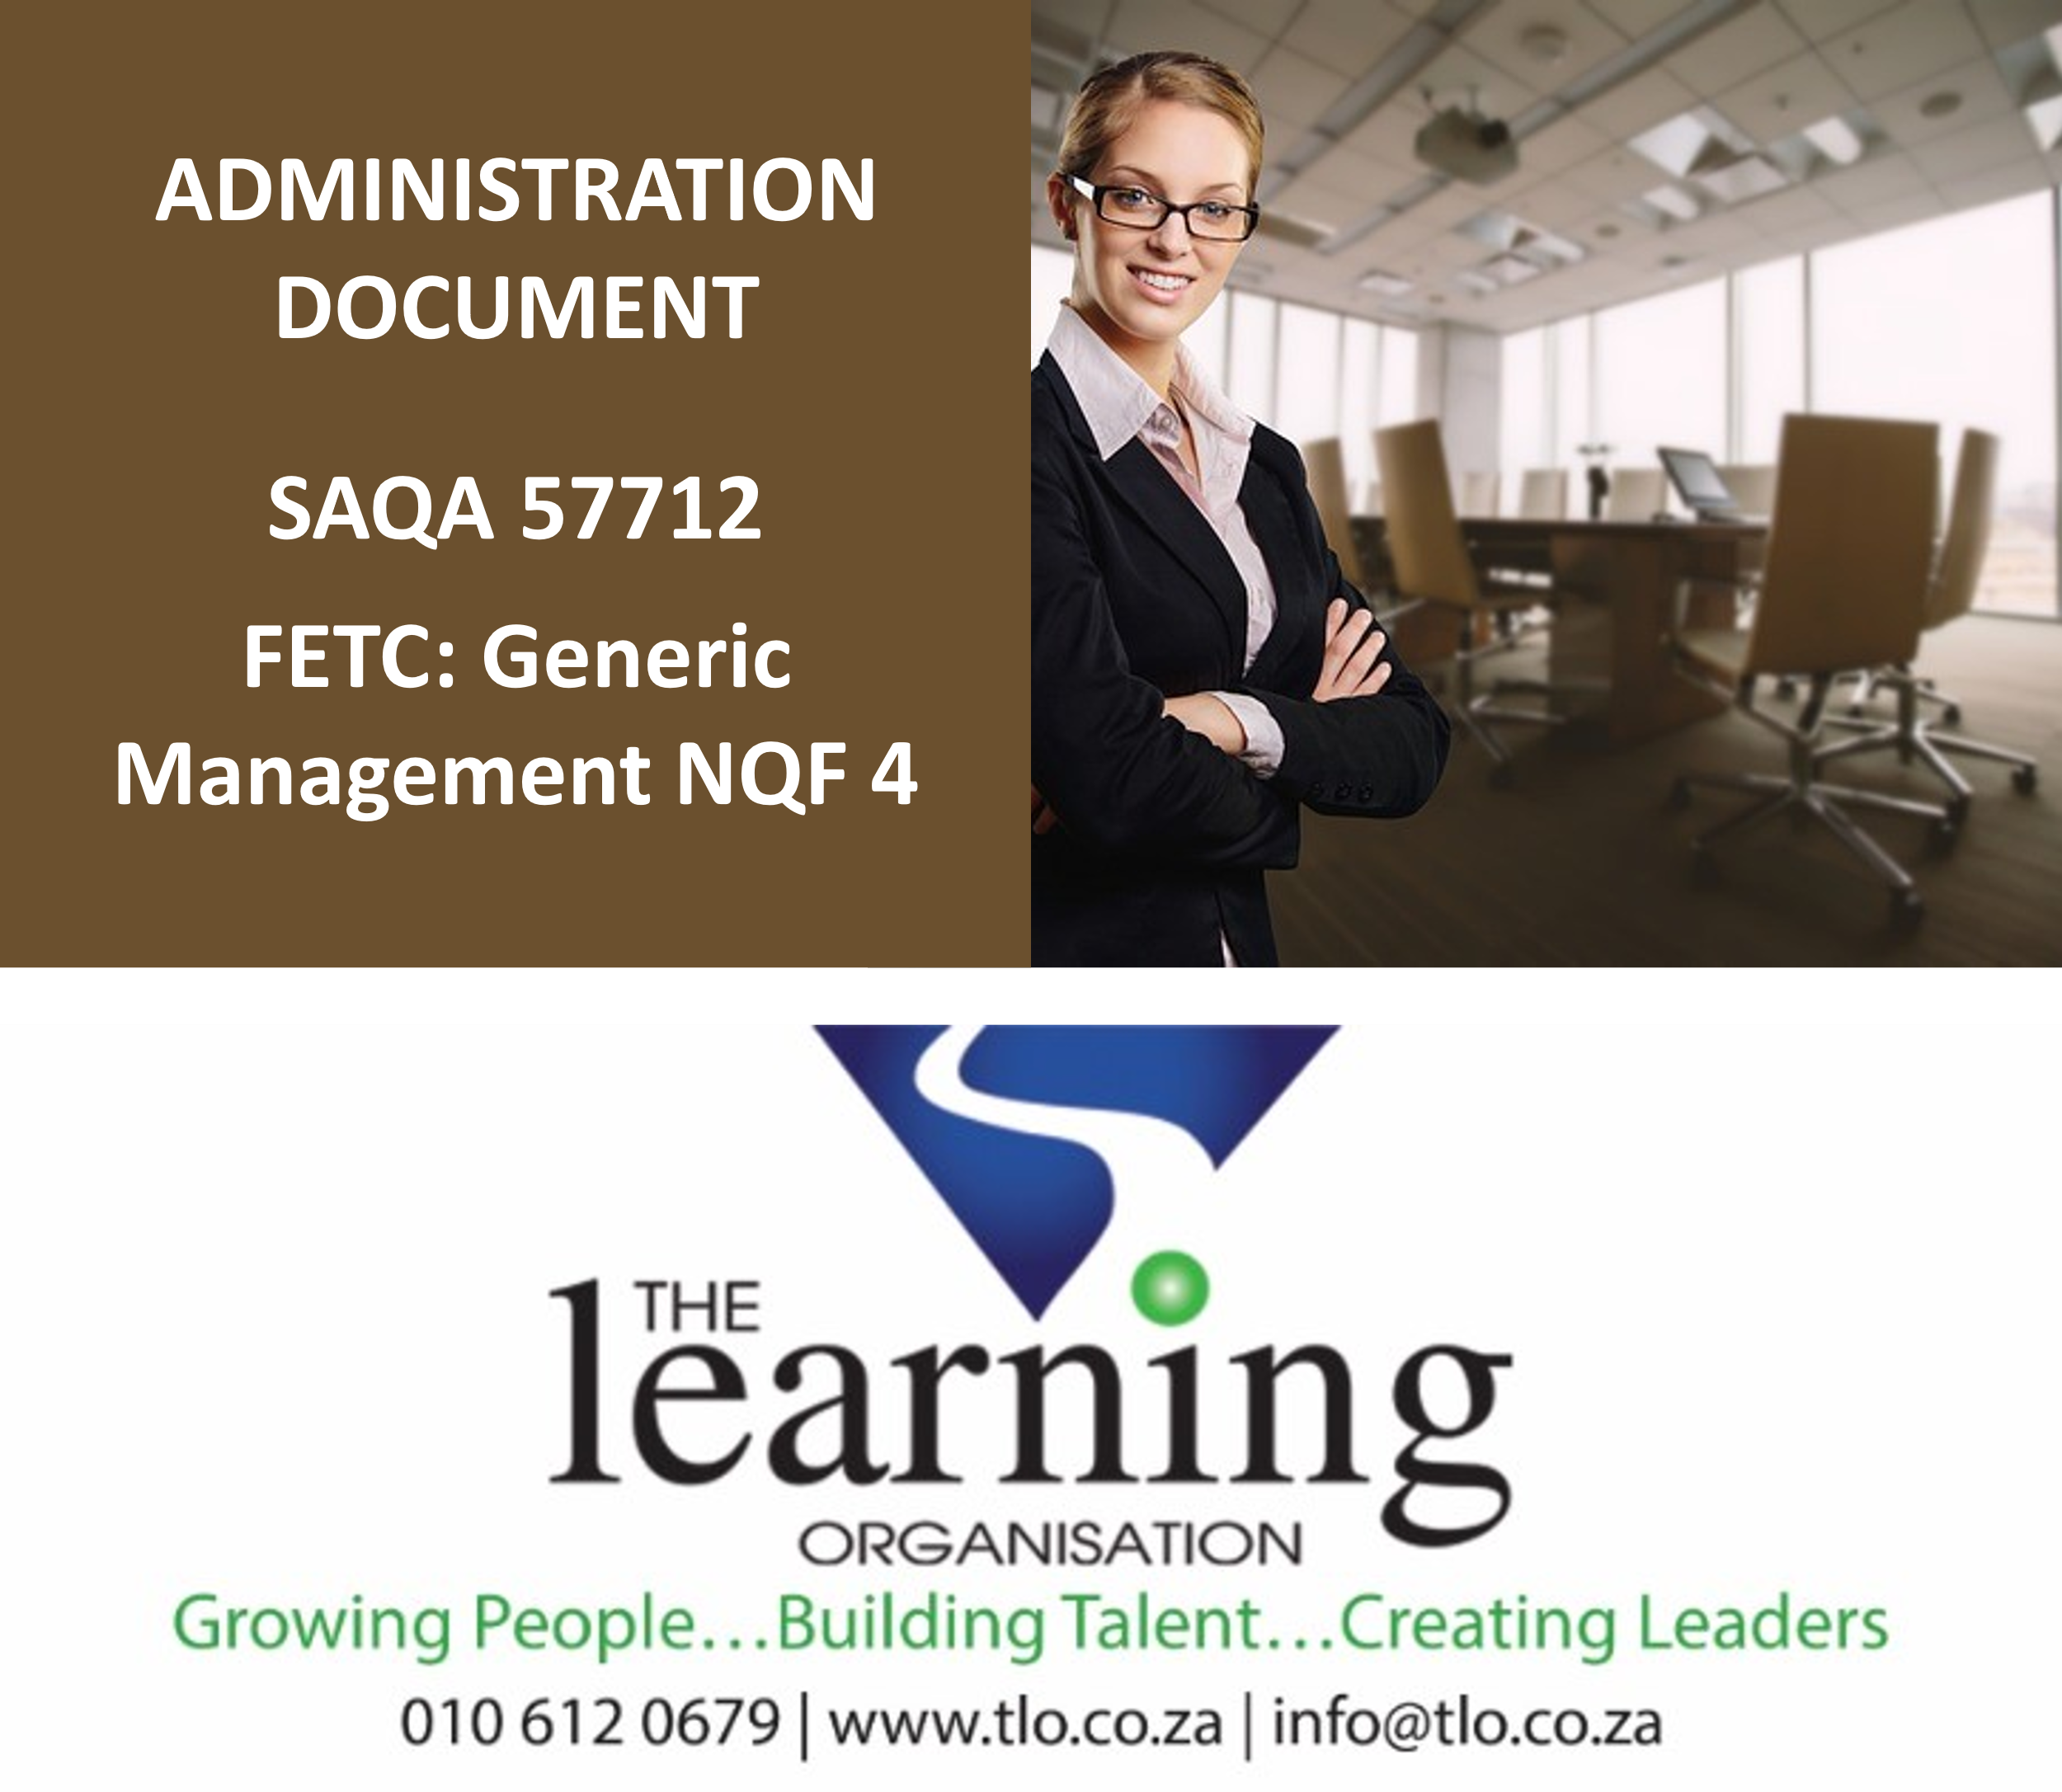 ADMINISTRATION
DOCUMENT
SAQA 57712
FETC: Generic
Management NQF 4
THE
learning
ORGANISATION
Growing People...Building Talent...Creating Leaders
010 612 0679 | www.tlo.co.za | info@tlo.co.za